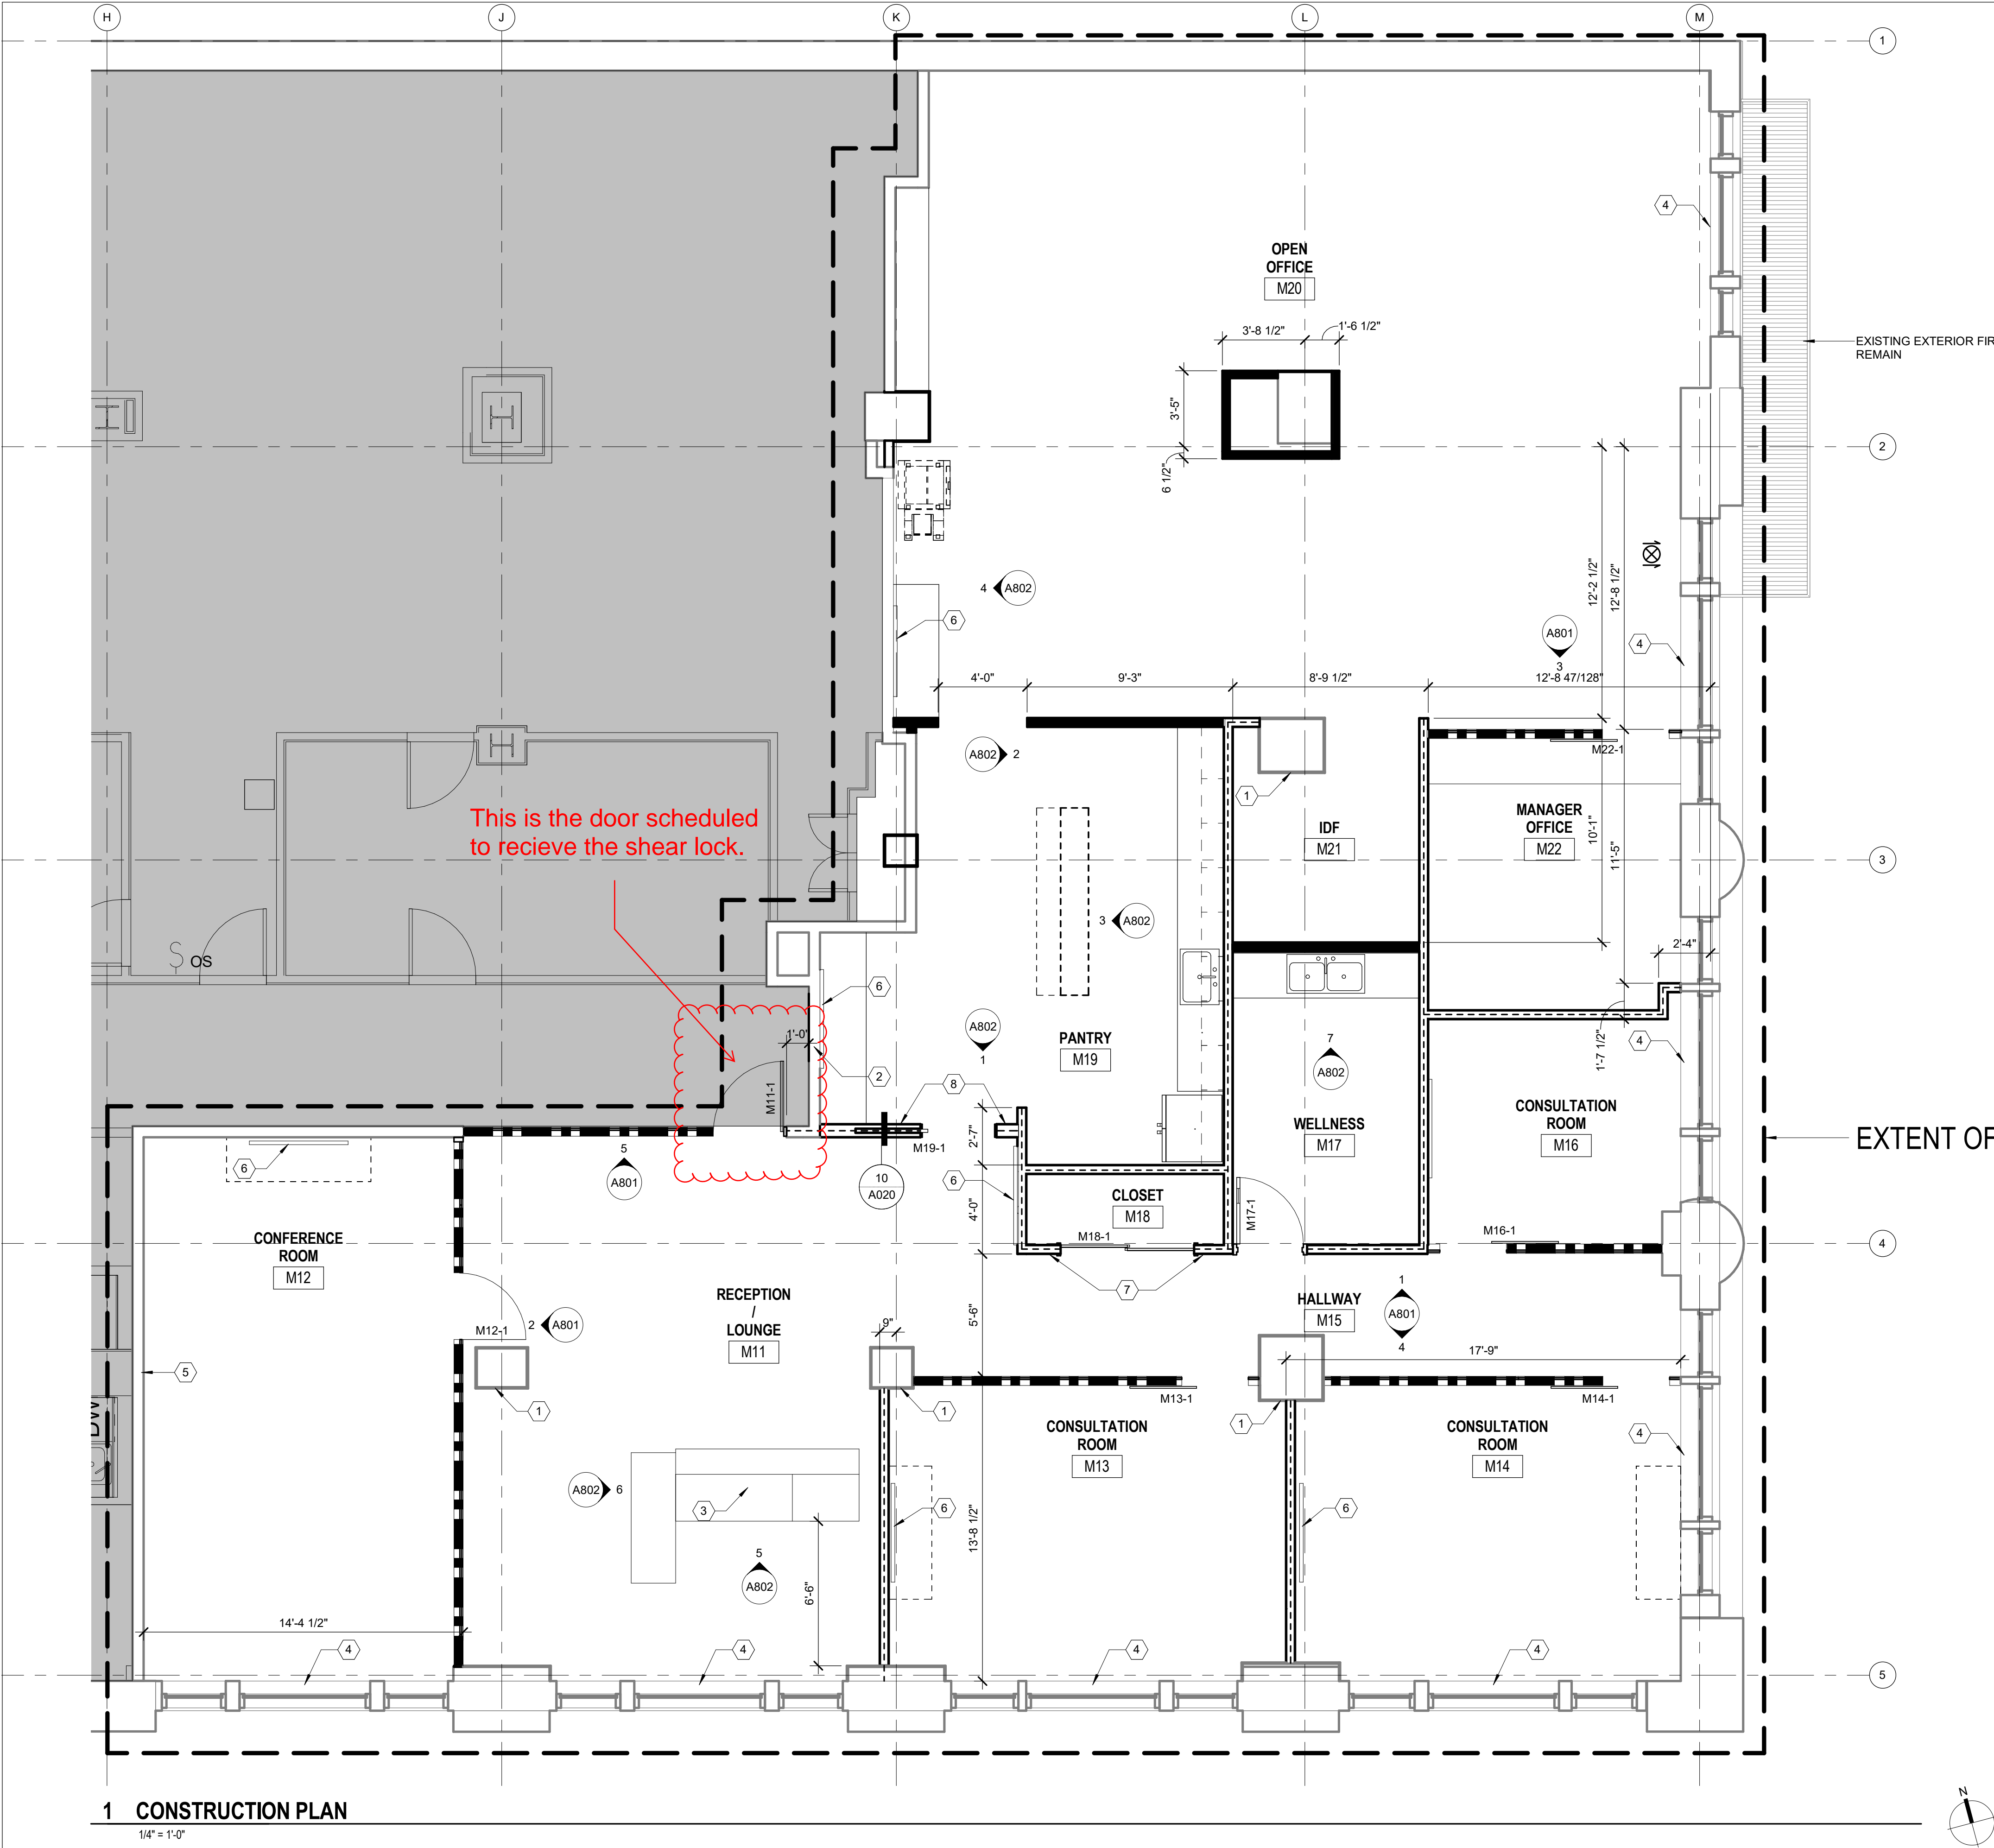 H
J
K
L
M
1
4
OPEN
OFFICE
M20
3'-8 1/2"
1'-6 1/2"
EXISTING EXTERIOR FIR
REMAIN
3'-5"
2
6 1/2"
12'-2 1/2"
12'-8 1/2"
4
A802
6
A801
3
4
4'-0"
9'-3"
8'-9 1/2"
12'-8 47/128"
A802
2
M22-1
1
MANAGER
OFFICE
M22
IDF
M21
10'-1"
11'-5"
This is the door scheduled
to recieve the shear lock.
3
3
A802
2'-4"
OS
6
1'-0"
A802
1
PANTRY
M19
7
A802
1'-7 1/2"
4
2
8
M11-1
CONSULTATION
ROOM
M16
EXTENT OF
WELLNESS
M17
2'-7"
M19-1
5
A801
6
10
A020
6
CLOSET
M18
4'-0"
M17-1
M18-1
M16-1
CONFERENCE
ROOM
M12
4
7
RECEPTION
/
LOUNGE
M11
HALLWAY
M15
1
A801
4
5'-6"
M12-1
2
A801
9"
17'-9"
5
1
1
M13-1
1
M14-1
DW
CONSULTATION
ROOM
M13
CONSULTATION
ROOM
M14
4
A802
6
3
6
6
13'-8 1/2"
5
A802
6'-6"
14'-4 1/2"
4
4
4
4
5
N
1 CONSTRUCTION PLAN
1/4" = 1'-0"